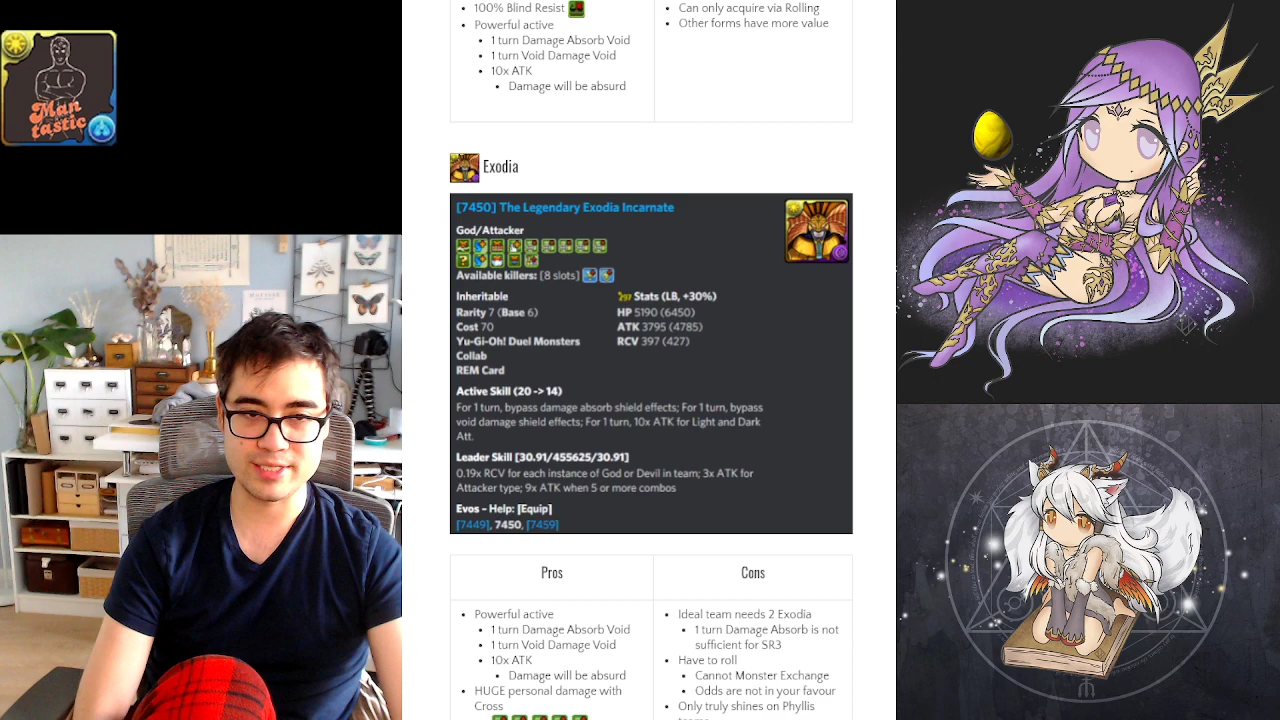 Man
tastic
100% Blind Resist
Powerful active
1 turn Damage Absorb Void
1 turn Void Damage Void
10x ATK
Damage will be absurd
Can only acquire via Rolling
Other forms have more value
Exodia
[7450] The Legendary Exodia Incarnate
God/Attacker
Available killers: [8 slots]
Inheritable
Rarity 7 (Base 6)
Cost 70
Yu-Gi-Oh! Duel Monsters
Collab
REM Card
297 Stats (LB, +30%)
HP 5190 (6450)
ATK 3795 (4785)
RCV 397 (427)
Active Skill (20 -> 14)
For 1 turn, bypass damage absorb shield effects; For 1 turn, bypass
void damage shield effects; For 1 turn, 10x ATK for Light and Dark
Att.
Leader Skill [30.91/455625/30.91]
0.19x RCV for each instance of God or Devil in team; 3x ATK for
Attacker type; 9x ATK when 5 or more combos
Evos – Help: [Equip]
[7449], 7450, [7459]
Pros
Cons
Powerful active
1 turn Damage Absorb Void
1 turn Void Damage Void
10x ATK
Damage will be absurd
HUGE personal damage with
Cross
Ideal team needs 2 Exodia
1 turn Damage Absorb is not
sufficient for SR3
Have to roll
Cannot Monster Exchange
Odds are not in your favour
Only truly shines on Phyllis